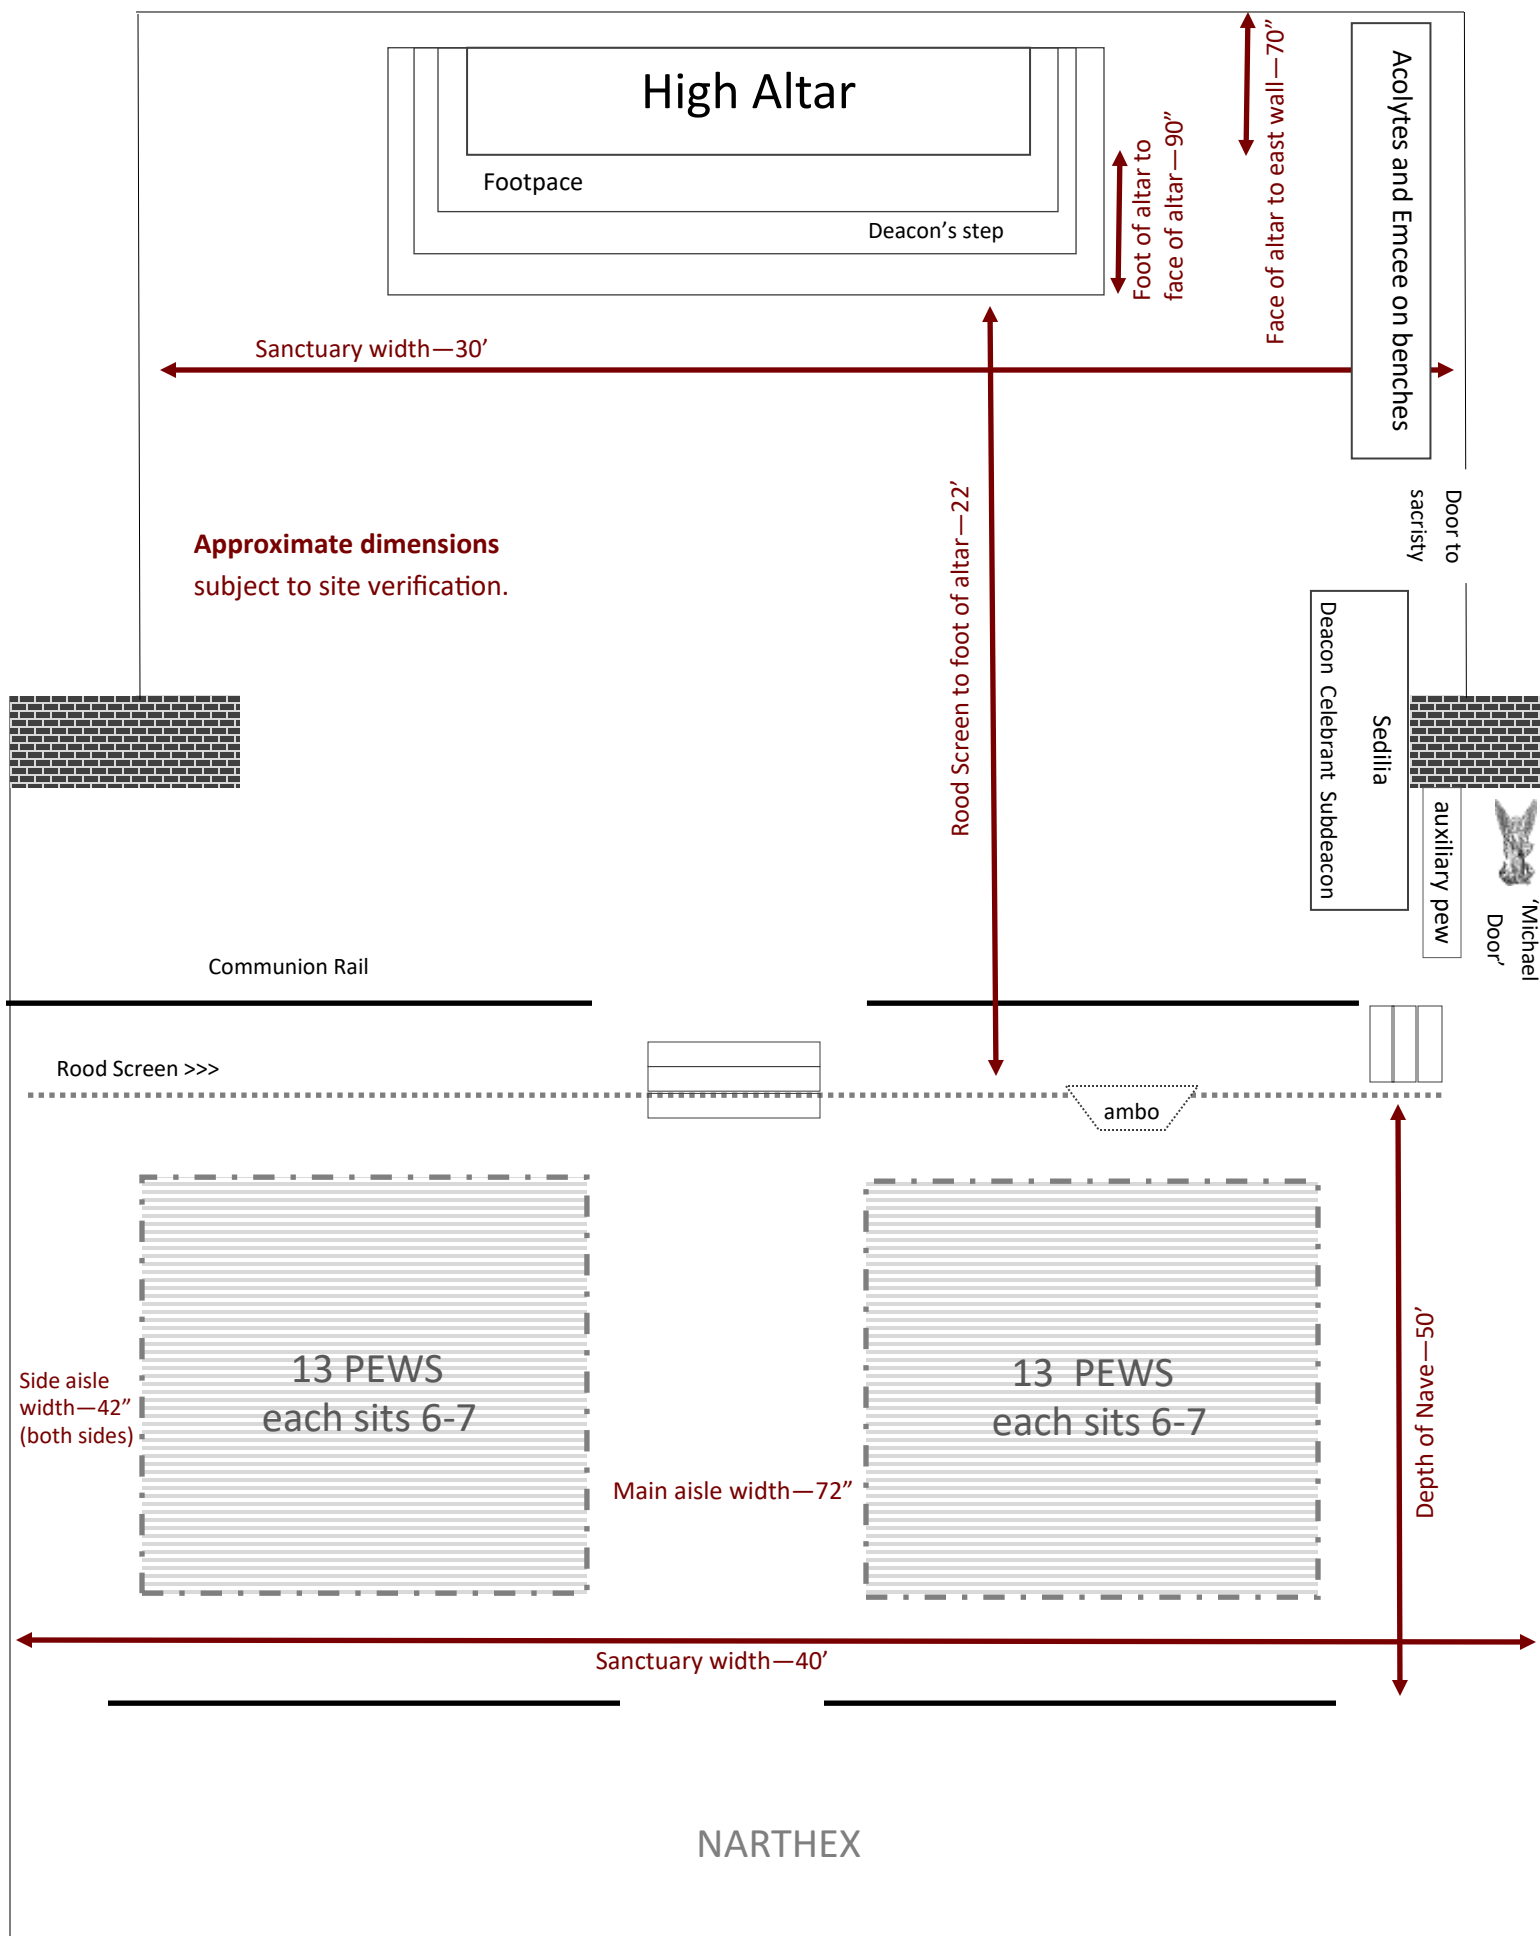 High Altar
Footpace
Deacon’s step
Foot of altar to
face of altar—90”
Face of altar to east wall—70”
Acolytes and Emcee on benches
Sanctuary width—30’
Rood Screen to foot of altar—22’
Door to
sacristy
Approximate dimensions
subject to site verification.
Sedilia
Deacon Celebrant Subdeacon
auxiliary pew
‘Michael
Door’
Communion Rail
Rood Screen >>>
ambo
13 PEWS
each sits 6-7
13 PEWS
each sits 6-7
Side aisle
width—42”
(both sides)
Main aisle width—72”
Depth of Nave—50’
Sanctuary width—40’
NARTHEX